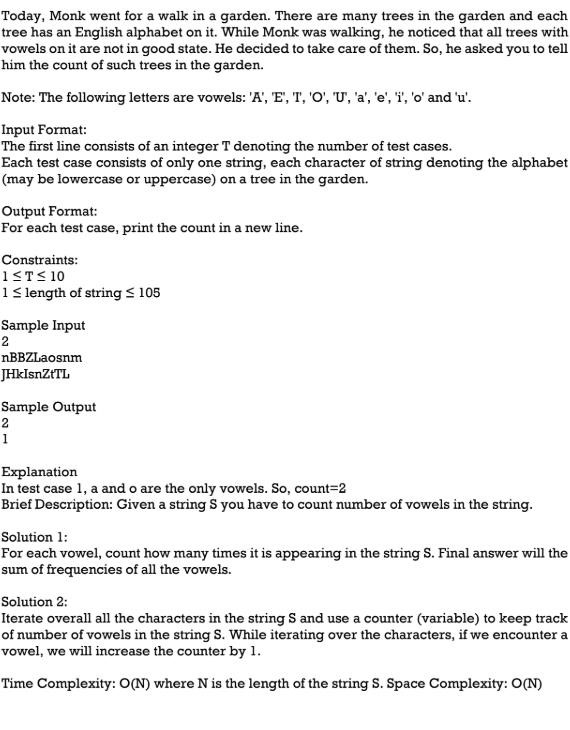 Today, Monk went for a walk in a garden. There are many trees in the garden and each
tree has an English alphabet on it. While Monk was walking, he noticed that all trees with
vowels on it are not in good state. He decided to take care of them. So, he asked you to tell
him the count of such trees in the garden.
Note: The following letters are vowels: 'A', 'E', 'I', 'O', 'U', 'a', 'e', 'i', 'o' and 'u'.
Input Format:
The first line consists of an integer T denoting the number of test cases.
Each test case consists of only one string, each character of string denoting the alphabet
(may be lowercase or uppercase) on a tree in the garden.
Output Format:
For each test case, print the count in a new line.
Constraints:
1 ≤ T ≤ 10
1 ≤ length of string ≤ 105
Sample Input
2
nBBZLaosnm
JHkIsnZtTL
Sample Output
2
1
Explanation
In test case 1, a and o are the only vowels. So, count=2
Brief Description: Given a string S you have to count number of vowels in the string.
Solution 1:
For each vowel, count how many times it is appearing in the string S. Final answer will the
sum of frequencies of all the vowels.
Solution 2:
Iterate overall all the characters in the string S and use a counter (variable) to keep track
of number of vowels in the string S. While iterating over the characters, if we encounter a
vowel, we will increase the counter by 1.
Time Complexity: O(N) where N is the length of the string S. Space Complexity: O(N)